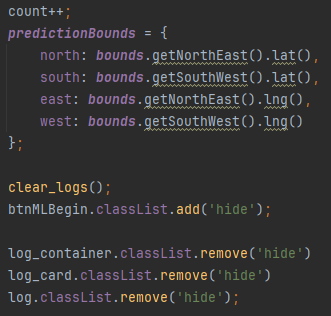 count++;
predictionBounds = {
north: bounds.getNorthEast().lat(),
south: bounds.getSouthWest().lat(),
east: bounds.getNorthEast().lng(),
west: bounds.getSouthWest().lng()
};
clear_logs();
btnMLBegin.classList.add('hide');
log_container.classList.remove('hide')
log_card.classList.remove('hide')
log.classList.remove('hide');